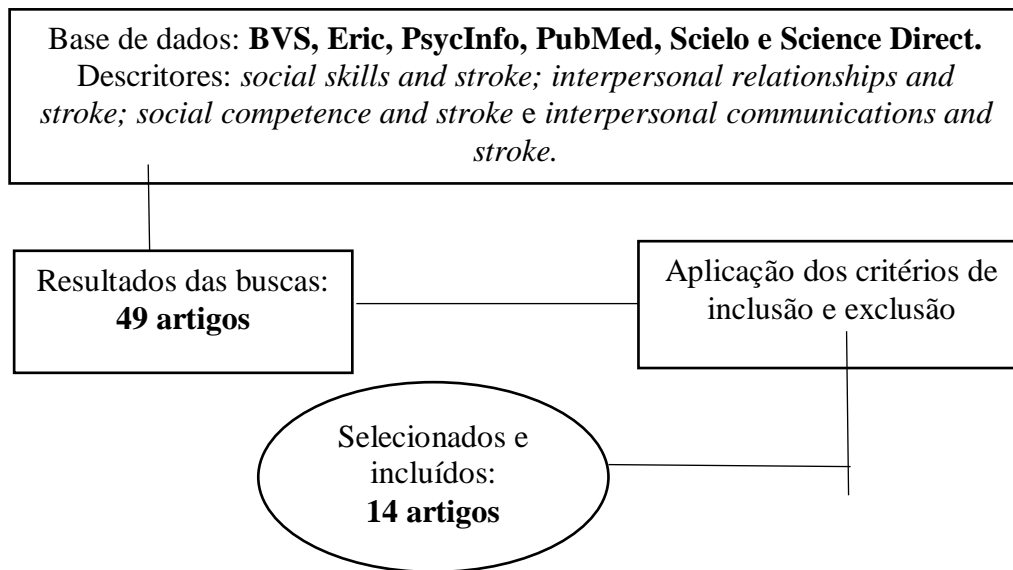 Base de dados: BVS, Eric, PsycInfo, PubMed, Scielo e Science Direct.
Descritores: social skills and stroke; interpersonal relationships and
stroke; social competence and stroke e interpersonal communications and
stroke.
Resultados das buscas:
49 artigos
Aplicação dos critérios de
inclusão e exclusão
Selecionados e
incluídos:
14 artigos